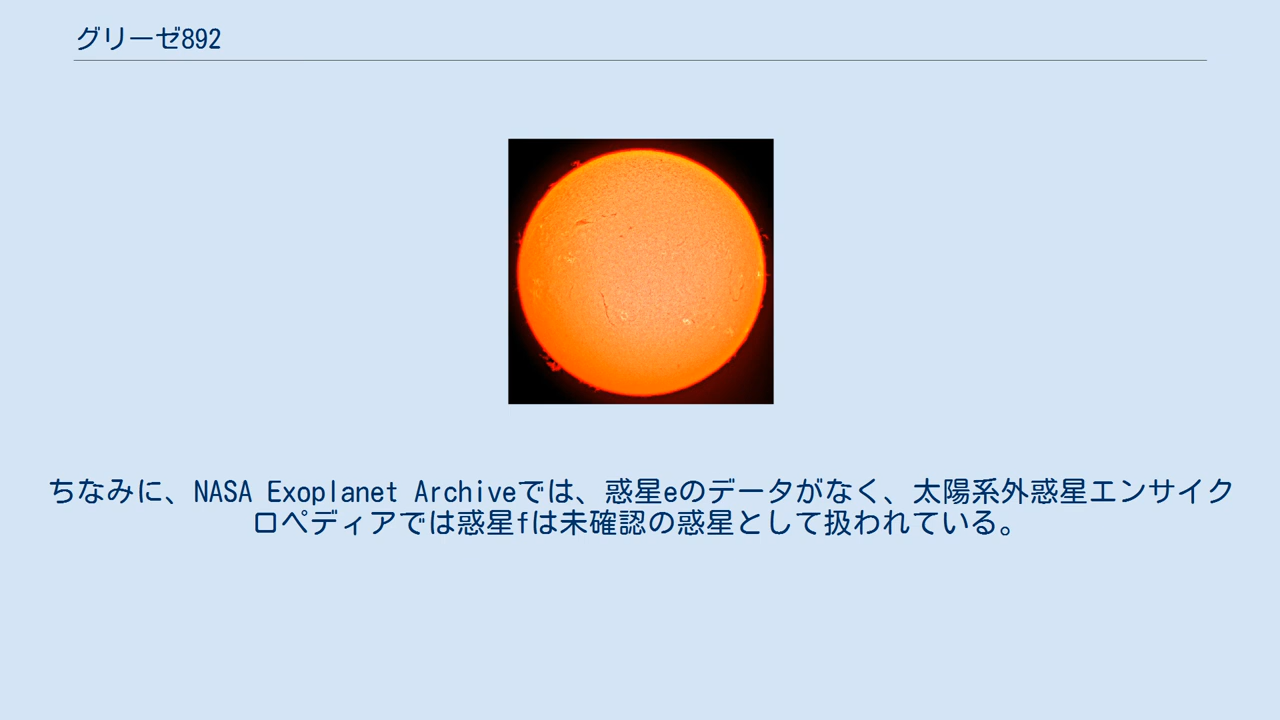 グリーゼ892
ちなみに、NASA Exoplanet Archiveでは、惑星eのデータがなく、太陽系外惑星エンサイク
ロペディアでは惑星fは未確認の惑星として扱われている。